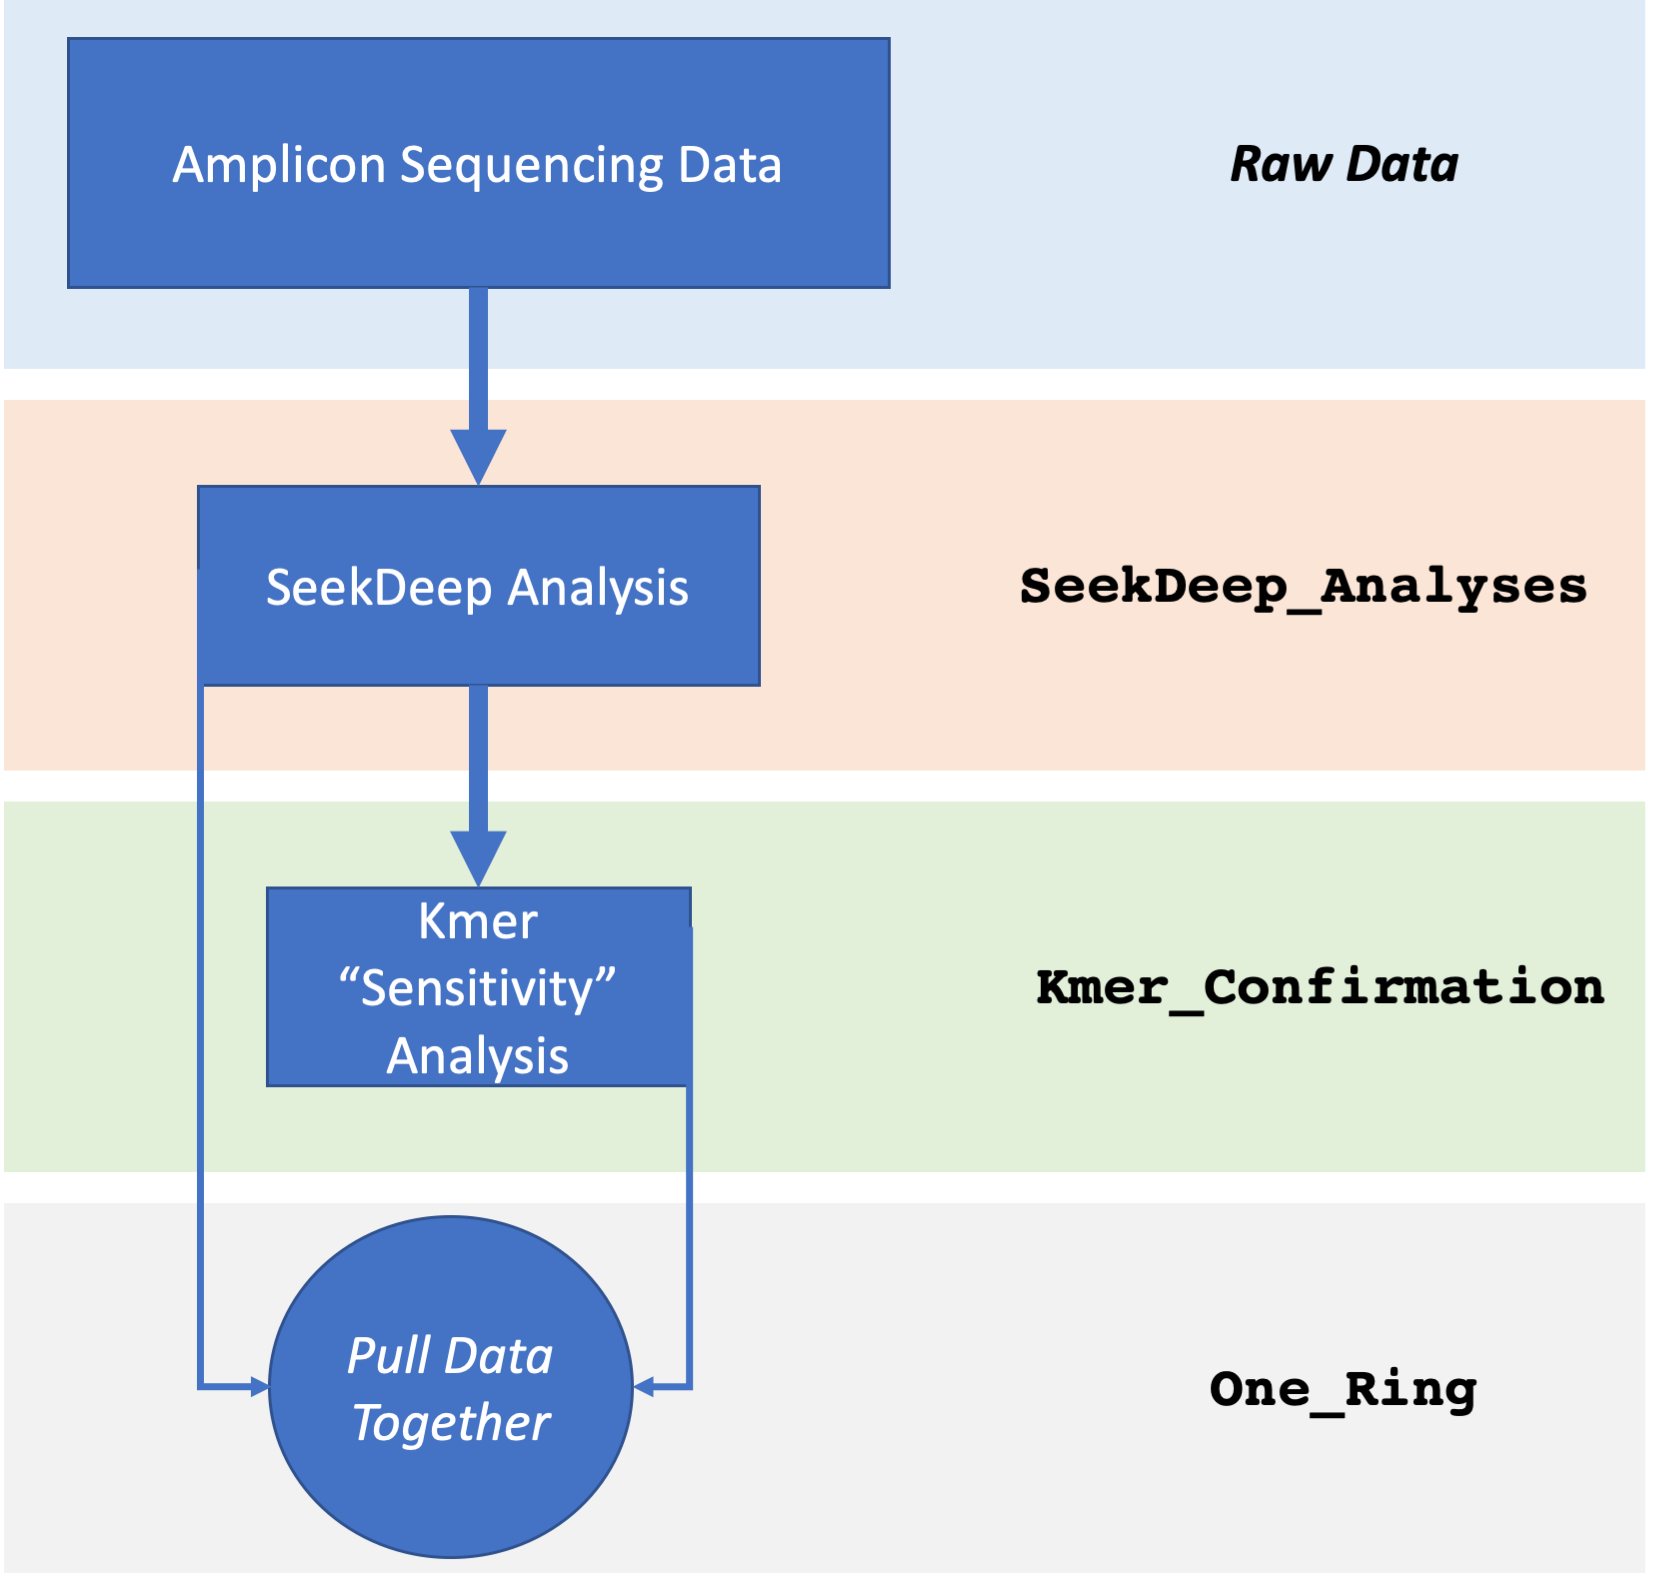 Amplicon Sequencing Data
Raw Data
SeekDeep Analysis
SeekDeep_Analyses
Kmer
“Sensitivity”
Analysis
Kmer_Confirmation
Pull Data
Together
One_Ring